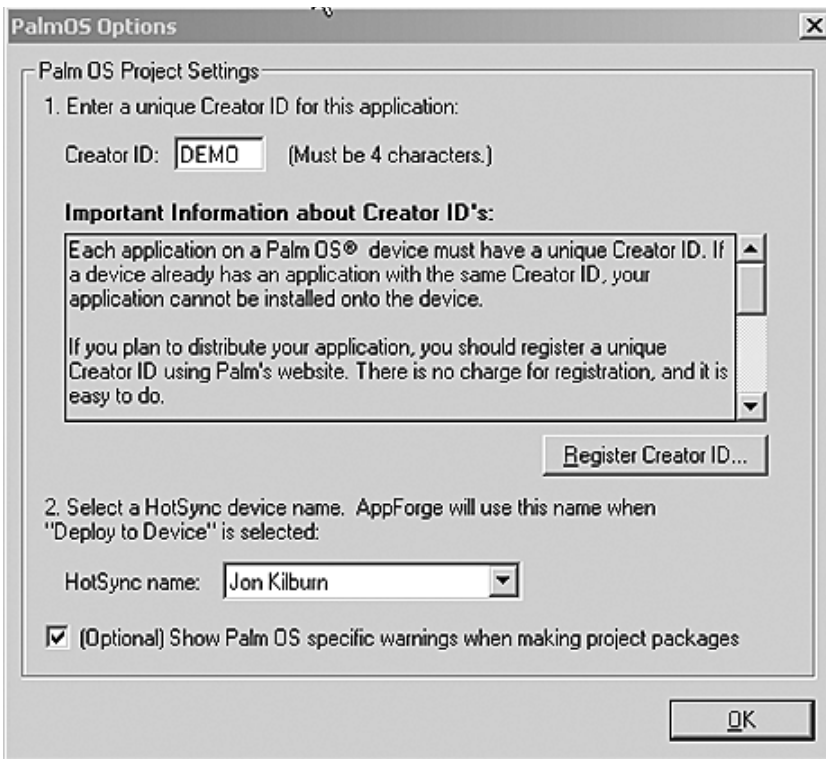 PalmOS Options
Palm OS Project Settings
1. Enter a unique Creator ID for this application:
Creator ID: DEMO (Must be 4 characters.)
Important Information about Creator ID's:
Each application on a Palm OS® device must have a unique Creator ID. If
a device already has an application with the same Creator ID, your
application cannot be installed onto the device.
If you plan to distribute your application, you should register a unique
Creator ID using Palm's website. There is no charge for registration, and it is
easy to do.
Register Creator ID...
2. Select a HotSync device name. AppForge will use this name when
"Deploy to Device" is selected:
HotSync name: Jon Kilburn
(Optional) Show Palm OS specific warnings when making project packages
OK